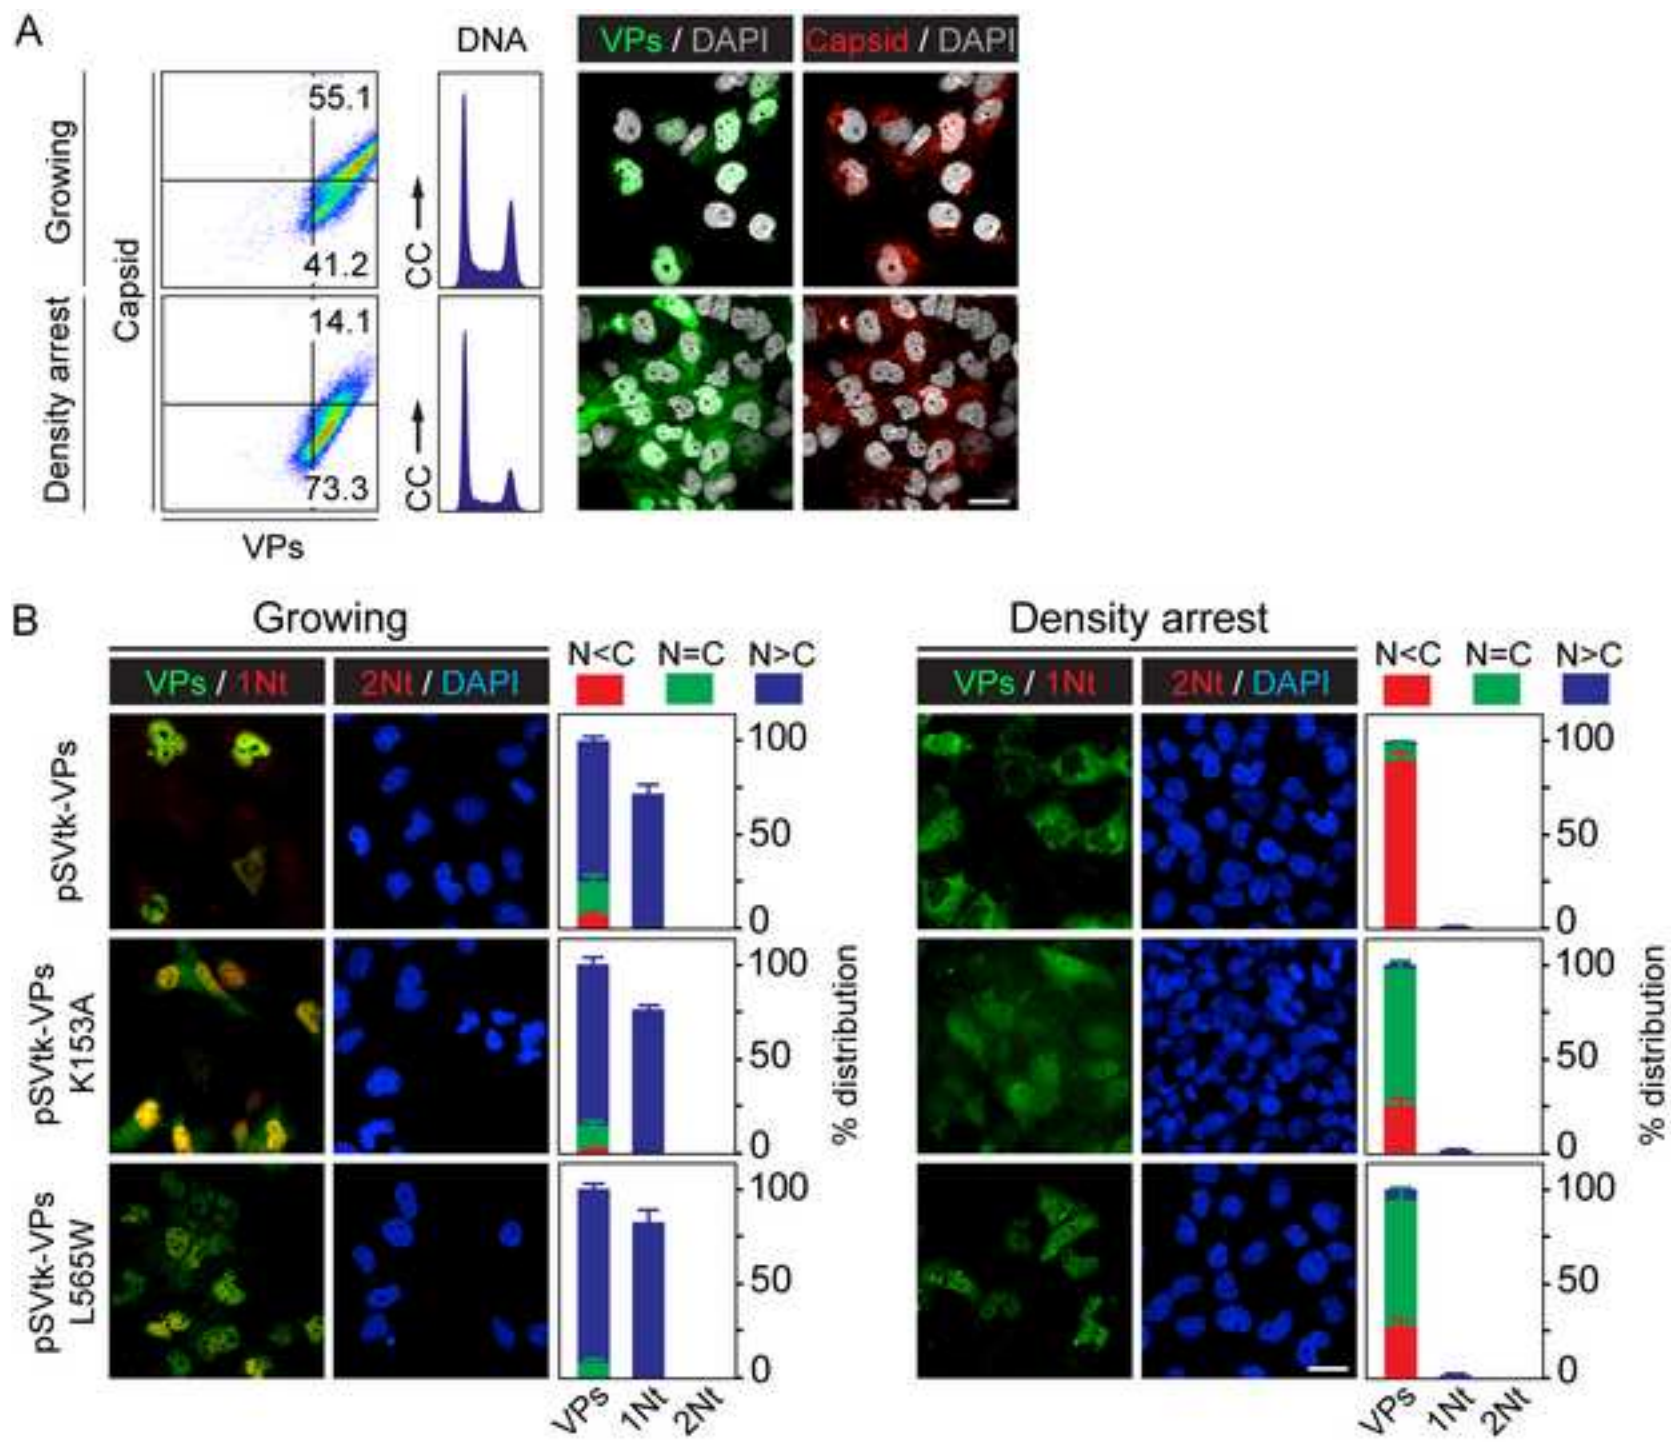 A
DNA
VPs / DAPI
Capsid / DAPI
Growing
Density arrest
Capsid
55.1
41.2
14.1
73.3
CC
CC
VPs
B
Growing
Density arrest
VPs / 1Nt
2Nt / DAPI
N<C N=C N>C
VPs / 1Nt
2Nt / DAPI
N<C N=C N>C
pSVtk-VPs
100
50
0
100
50
0
pSVtk-VPs
K153A
100
50
0
100
50
0
% distribution
% distribution
pSVtk-VPs
L565W
100
50
0
100
50
0
VPs
1Nt
2Nt
VPs
1Nt
2Nt